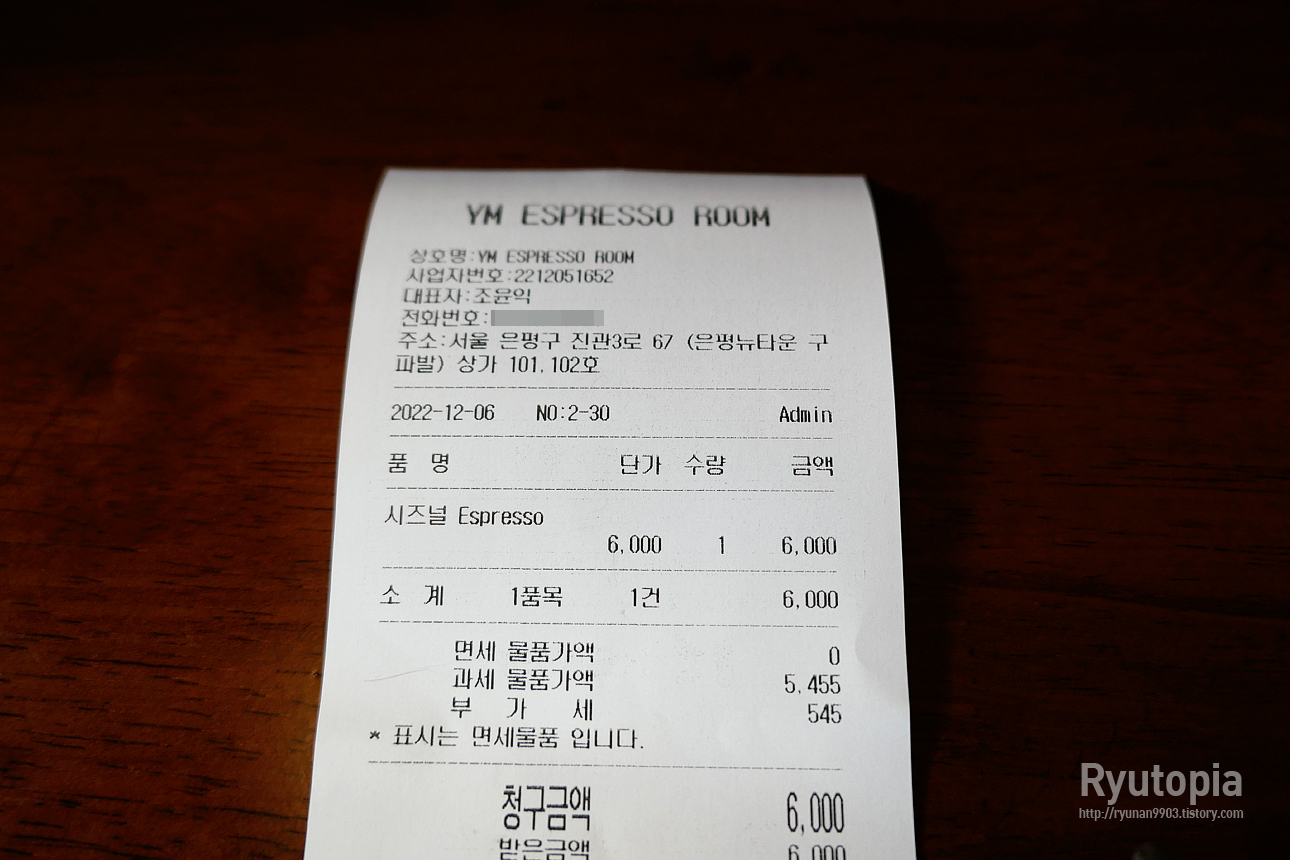 YM ESPRESSO ROOM
상호명:YM ESPRESSO ROOM
사업자번호:2212051652
대표자:조윤익
전화번호:
주소:서울 은평구 진관3로 67 (은평뉴타운 구
파발) 상가 101,102호
2022-12-06 NO:2-30 Admin
품 명 단가 수량 금액
시즈널 Espresso
6,000 1 6,000
소 계 1품목 1건 6,000
면세 물품가액 0
과세 물품가액 5,455
부 가 세 545
* 표시는 면세물품 입니다.
청구금액 6,000
받은금액 6,000
Ryutopia
http://ryunan9903.tistory.com